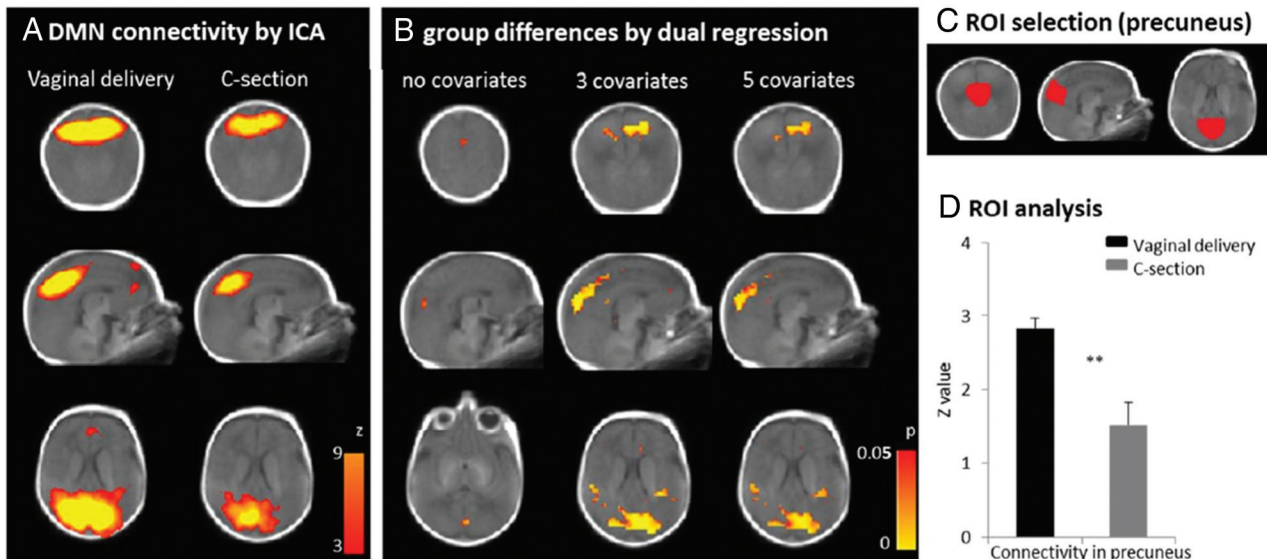 A DMN connectivity by ICA
Vaginal delivery
C-section
z
9
3
B group differences by dual regression
no covariates
3 covariates
5 covariates
p
0.05
0
C ROI selection (precuneus)
D ROI analysis
Vaginal delivery
C-section
Z value
4
3
2
1
0
**
Connectivity in precuneus